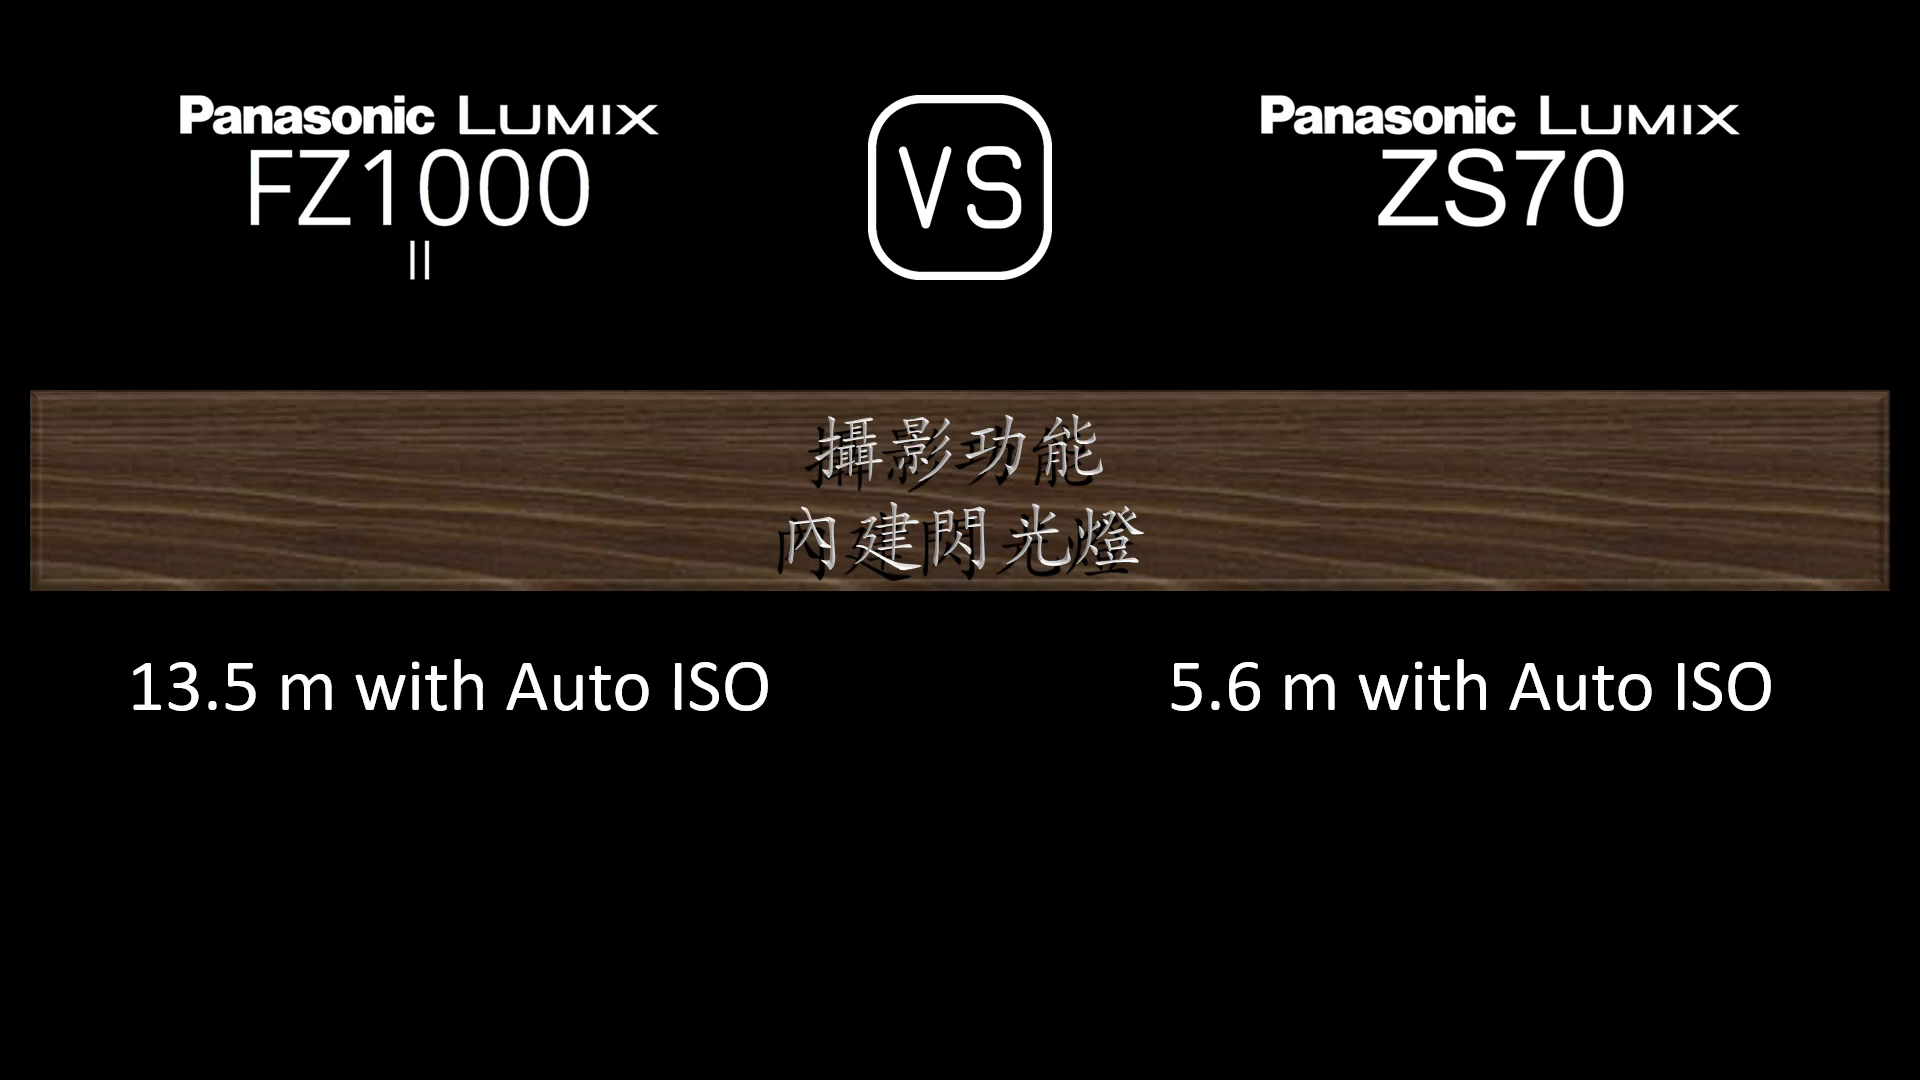 Panasonic LUMIX
FZ1000
II
VS
Panasonic LUMIX
ZS70
攝影功能
內建閃光燈
13.5 m with Auto ISO
5.6 m with Auto ISO